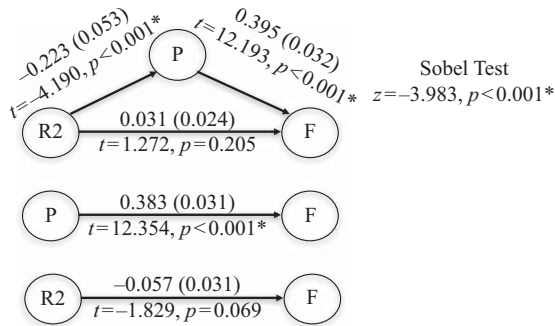 –0.223 (0.053)
t=–4.190, p<0.001*
P
0.395 (0.032)
t=12.193, p<0.001*
Sobel Test
z=–3.983, p<0.001*
R2
0.031 (0.024)
t=1.272, p=0.205
F
P
0.383 (0.031)
t=12.354, p<0.001*
F
R2
–0.057 (0.031)
t=–1.829, p=0.069
F